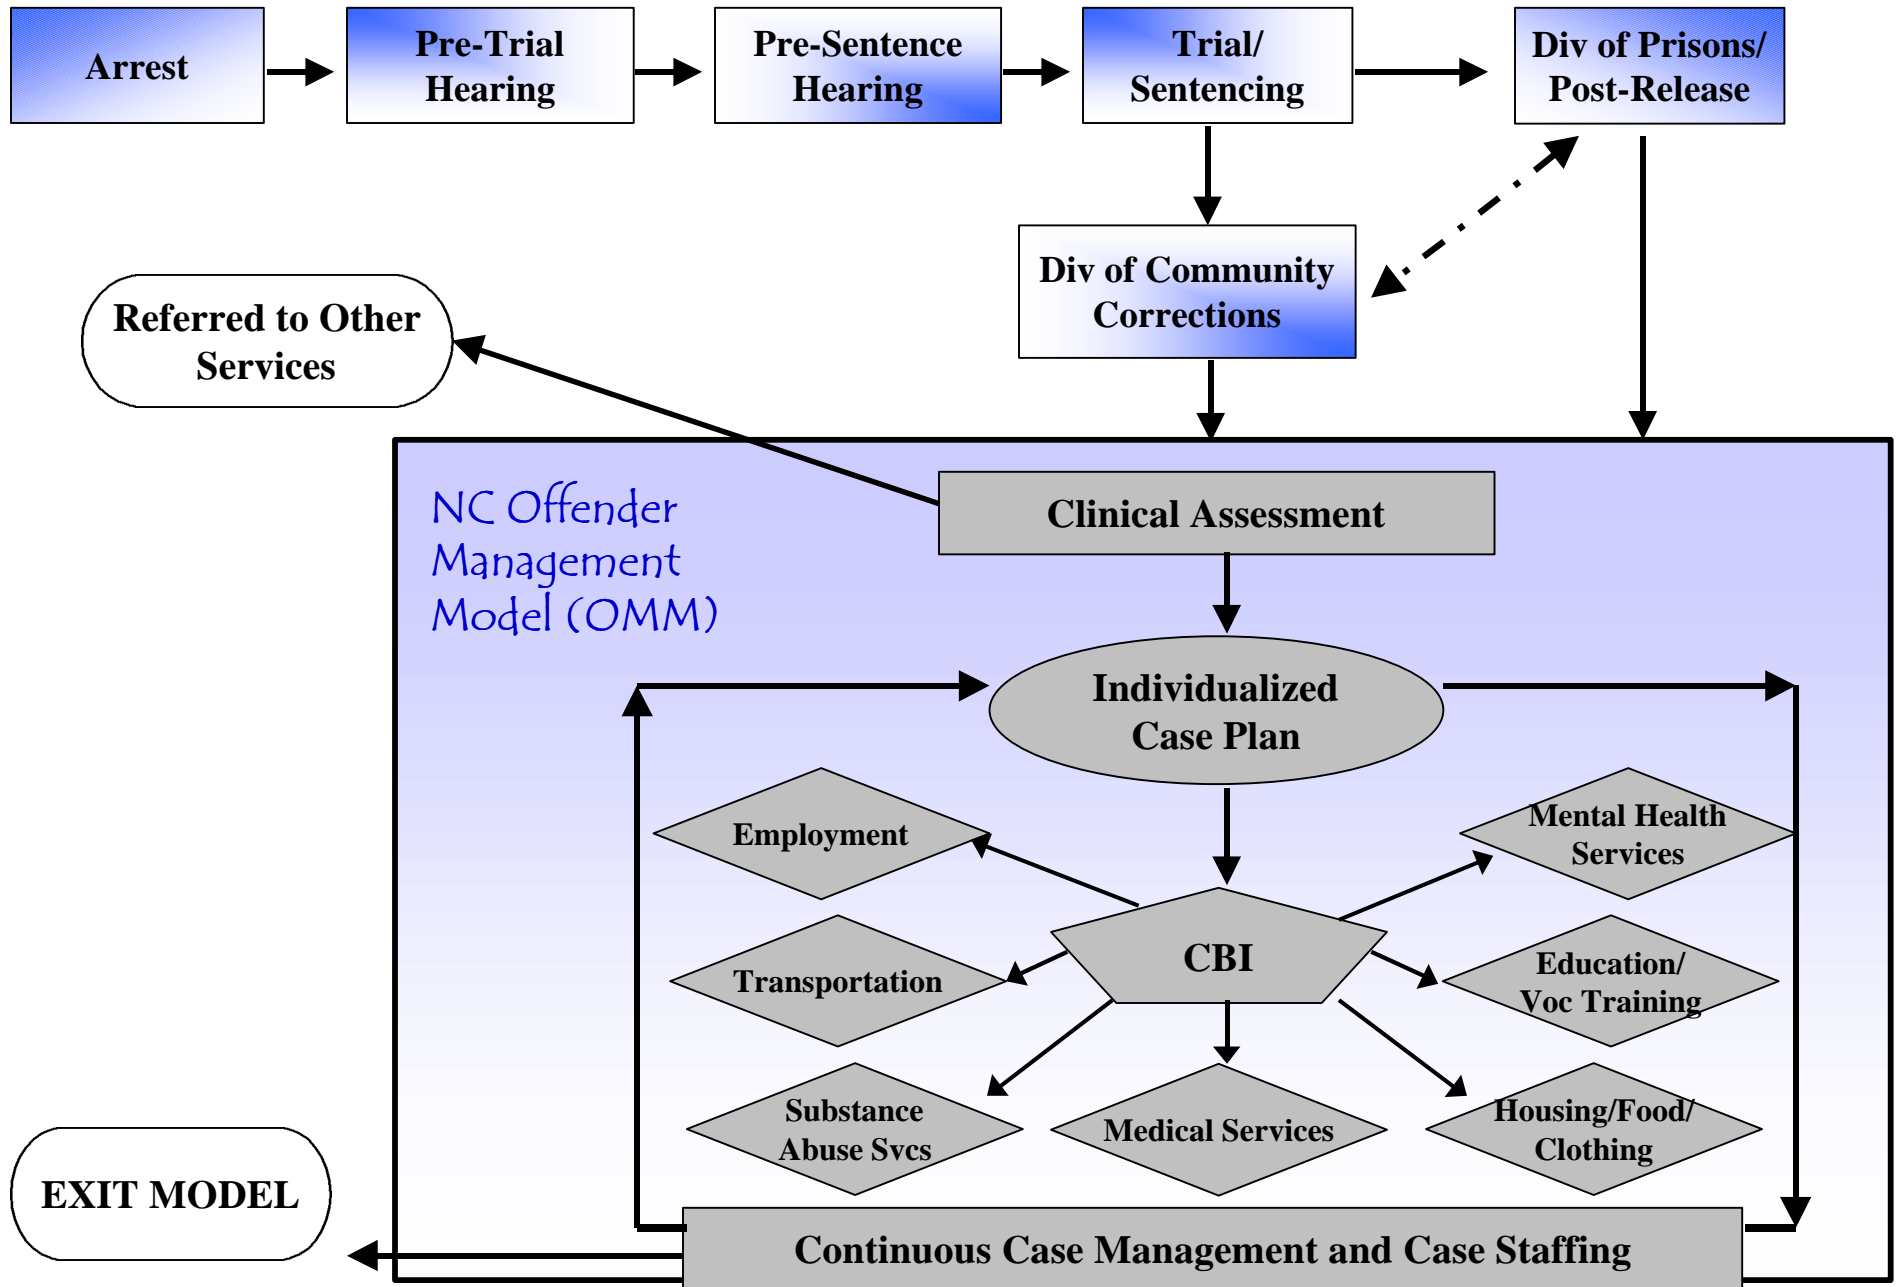 Arrest
Pre-Trial
Hearing
Pre-Sentence
Hearing
Trial/
Sentencing
Div of Prisons/
Post-Release
Div of Community
Corrections
Referred to Other
Services
NC Offender
Management
Model (OMM)
Clinical Assessment
Individualized
Case Plan
Employment
Mental Health
Services
CBI
Transportation
Education/
Voc Training
Substance
Abuse Svcs
Medical Services
Housing/Food/
Clothing
EXIT MODEL
Continuous Case Management and Case Staffing